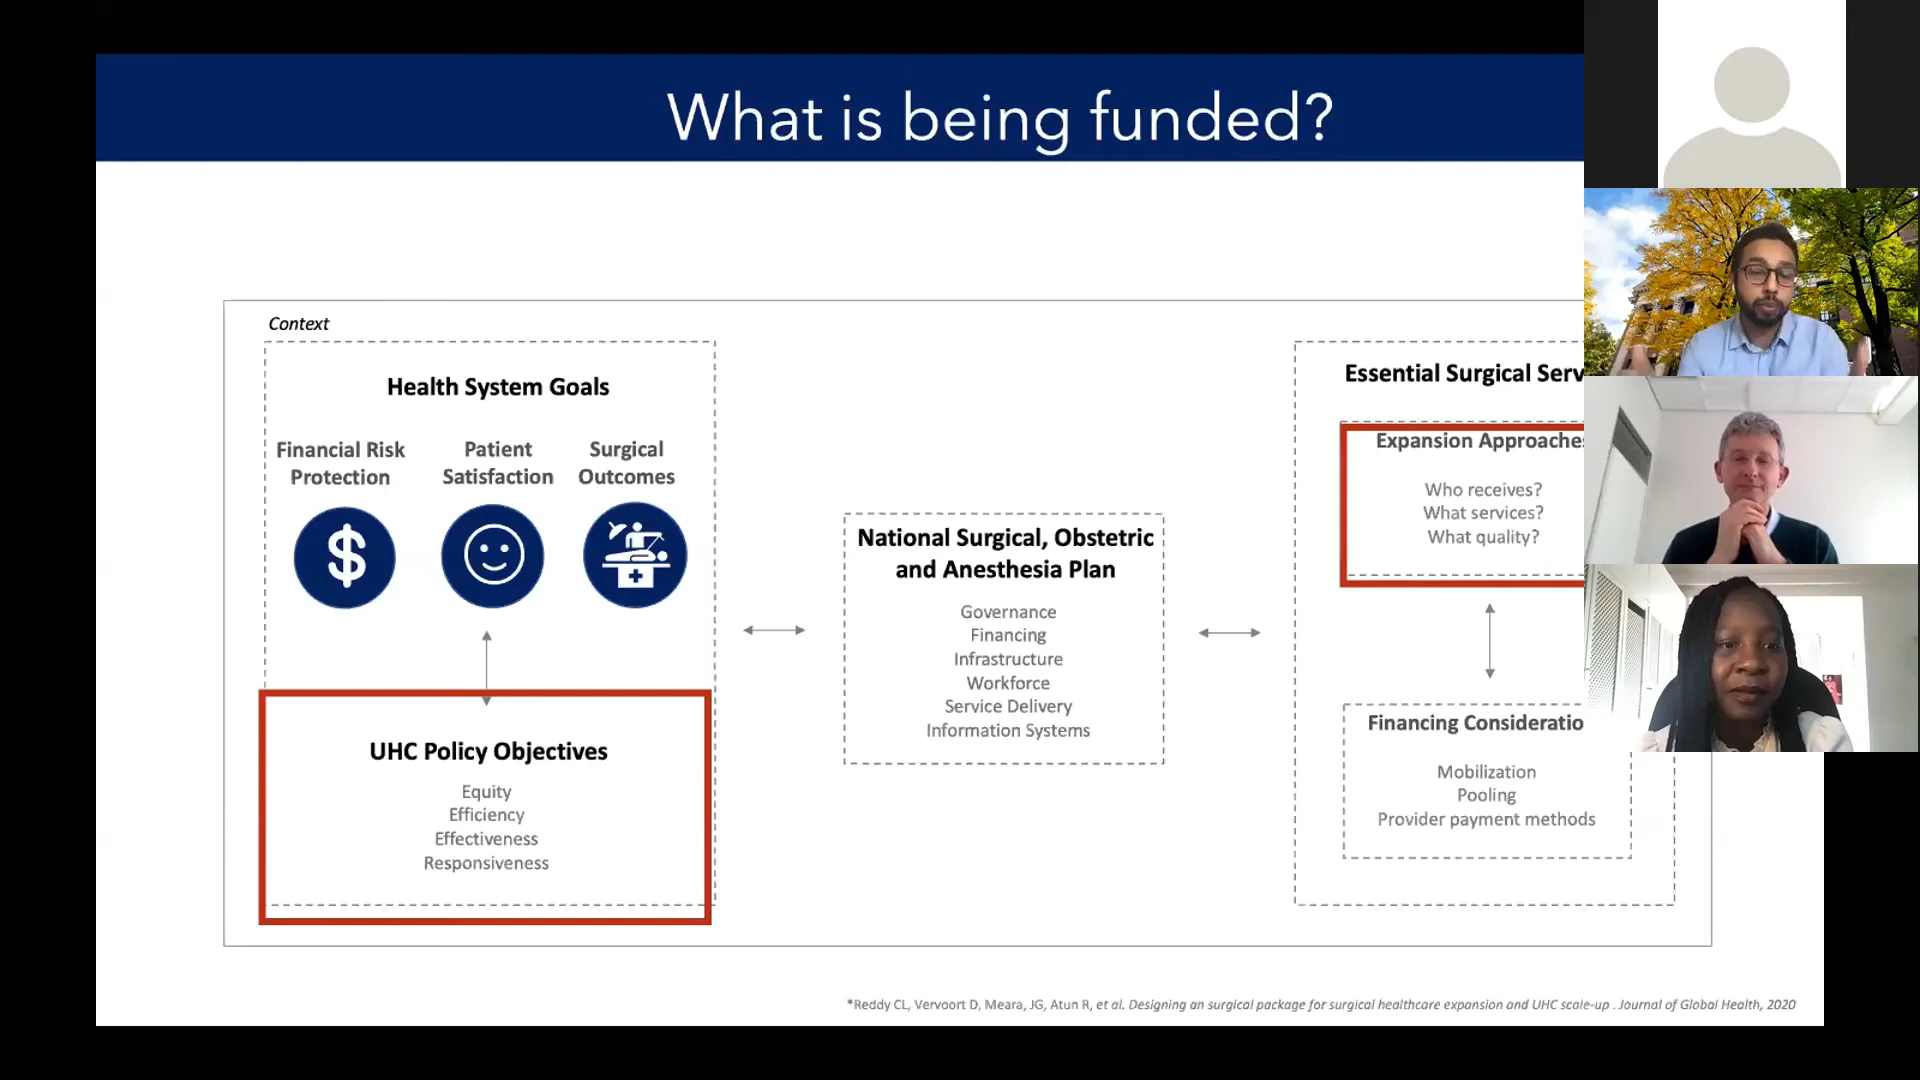 What is being funded?
Context
Health System Goals
Financial Risk
Protection
Patient
Satisfaction
Surgical
Outcomes
$
UHC Policy Objectives
Equity
Efficiency
Effectiveness
Responsiveness
National Surgical, Obstetric
and Anesthesia Plan
Governance
Financing
Infrastructure
Workforce
Service Delivery
Information Systems
Essential Surgical Serv
Expansion Approaches
Who receives?
What services?
What quality?
Financing Consideratio
Mobilization
Pooling
Provider payment methods
*Reddy CL, Vervoort D, Meara, JG, Atun R, et al. Designing an surgical package for surgical healthcare expansion and UHC scale-up . Journal of Global Health, 2020